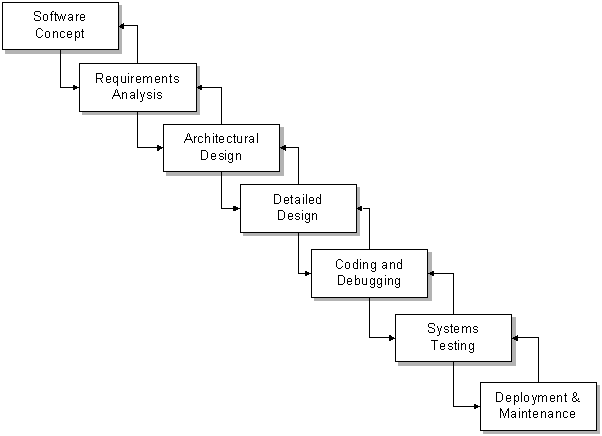 Software
Concept
Requirements
Analysis
Architectural
Design
Detailed
Design
Coding and
Debugging
Systems
Testing
Deployment &
Maintenance